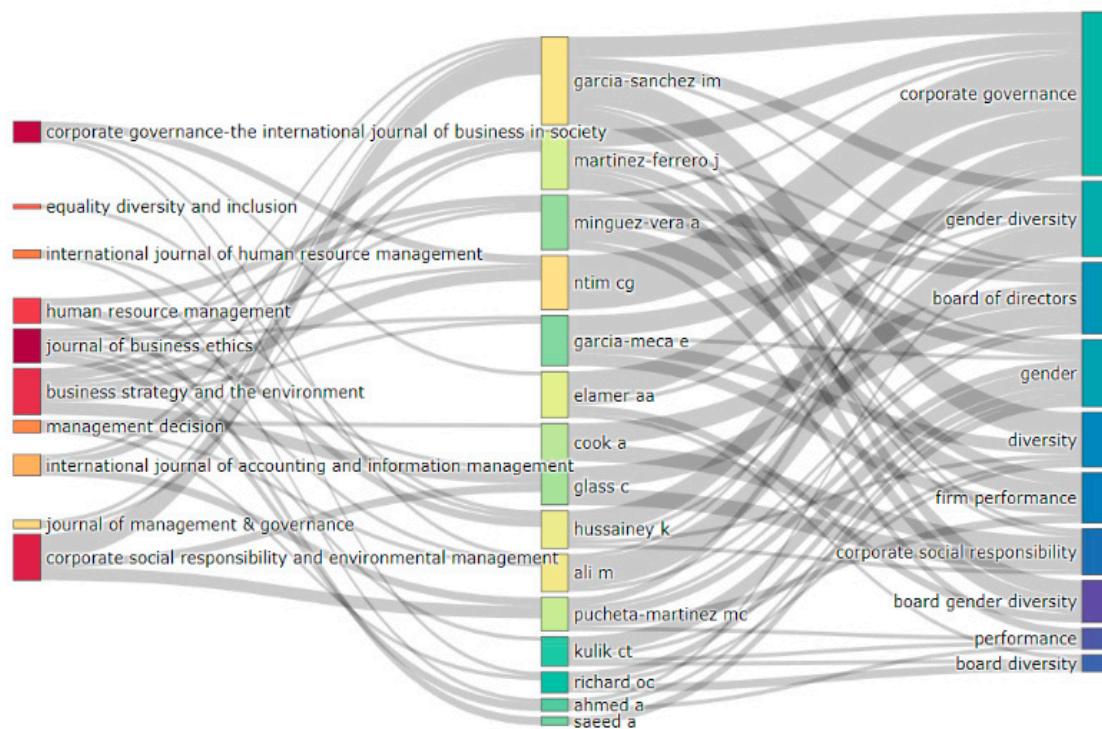 corporate governance-the international journal of business in society
equality diversity and inclusion
international journal of human resource management
human resource management
journal of business ethics
business strategy and the environment
management decision
international journal of accounting and information management
journal of management & governance
corporate social responsibility and environmental management
garcia-sanchez im
martinez-ferrero j
minguez-vera a
ntim cg
garcia-meca e
elamer aa
cook a
glass c
hussainey k
ali m
pucheta-martinez mc
kulik ct
richard oc
ahmed a
saeed a
corporate governance
gender diversity
board of directors
gender
diversity
firm performance
corporate social responsibility
board gender diversity
performance
board diversity